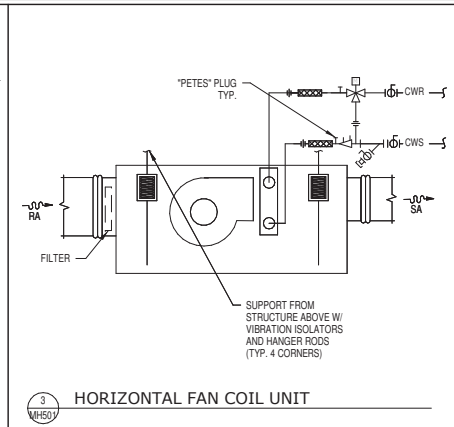 "PETES" PLUG
TYP.
CWR
CWS
RA
SA
FILTER
SUPPORT FROM
STRUCTURE ABOVE W/
VIBRATION ISOLATORS
AND HANGER RODS
(TYP. 4 CORNERS)
3
MH501
HORIZONTAL FAN COIL UNIT